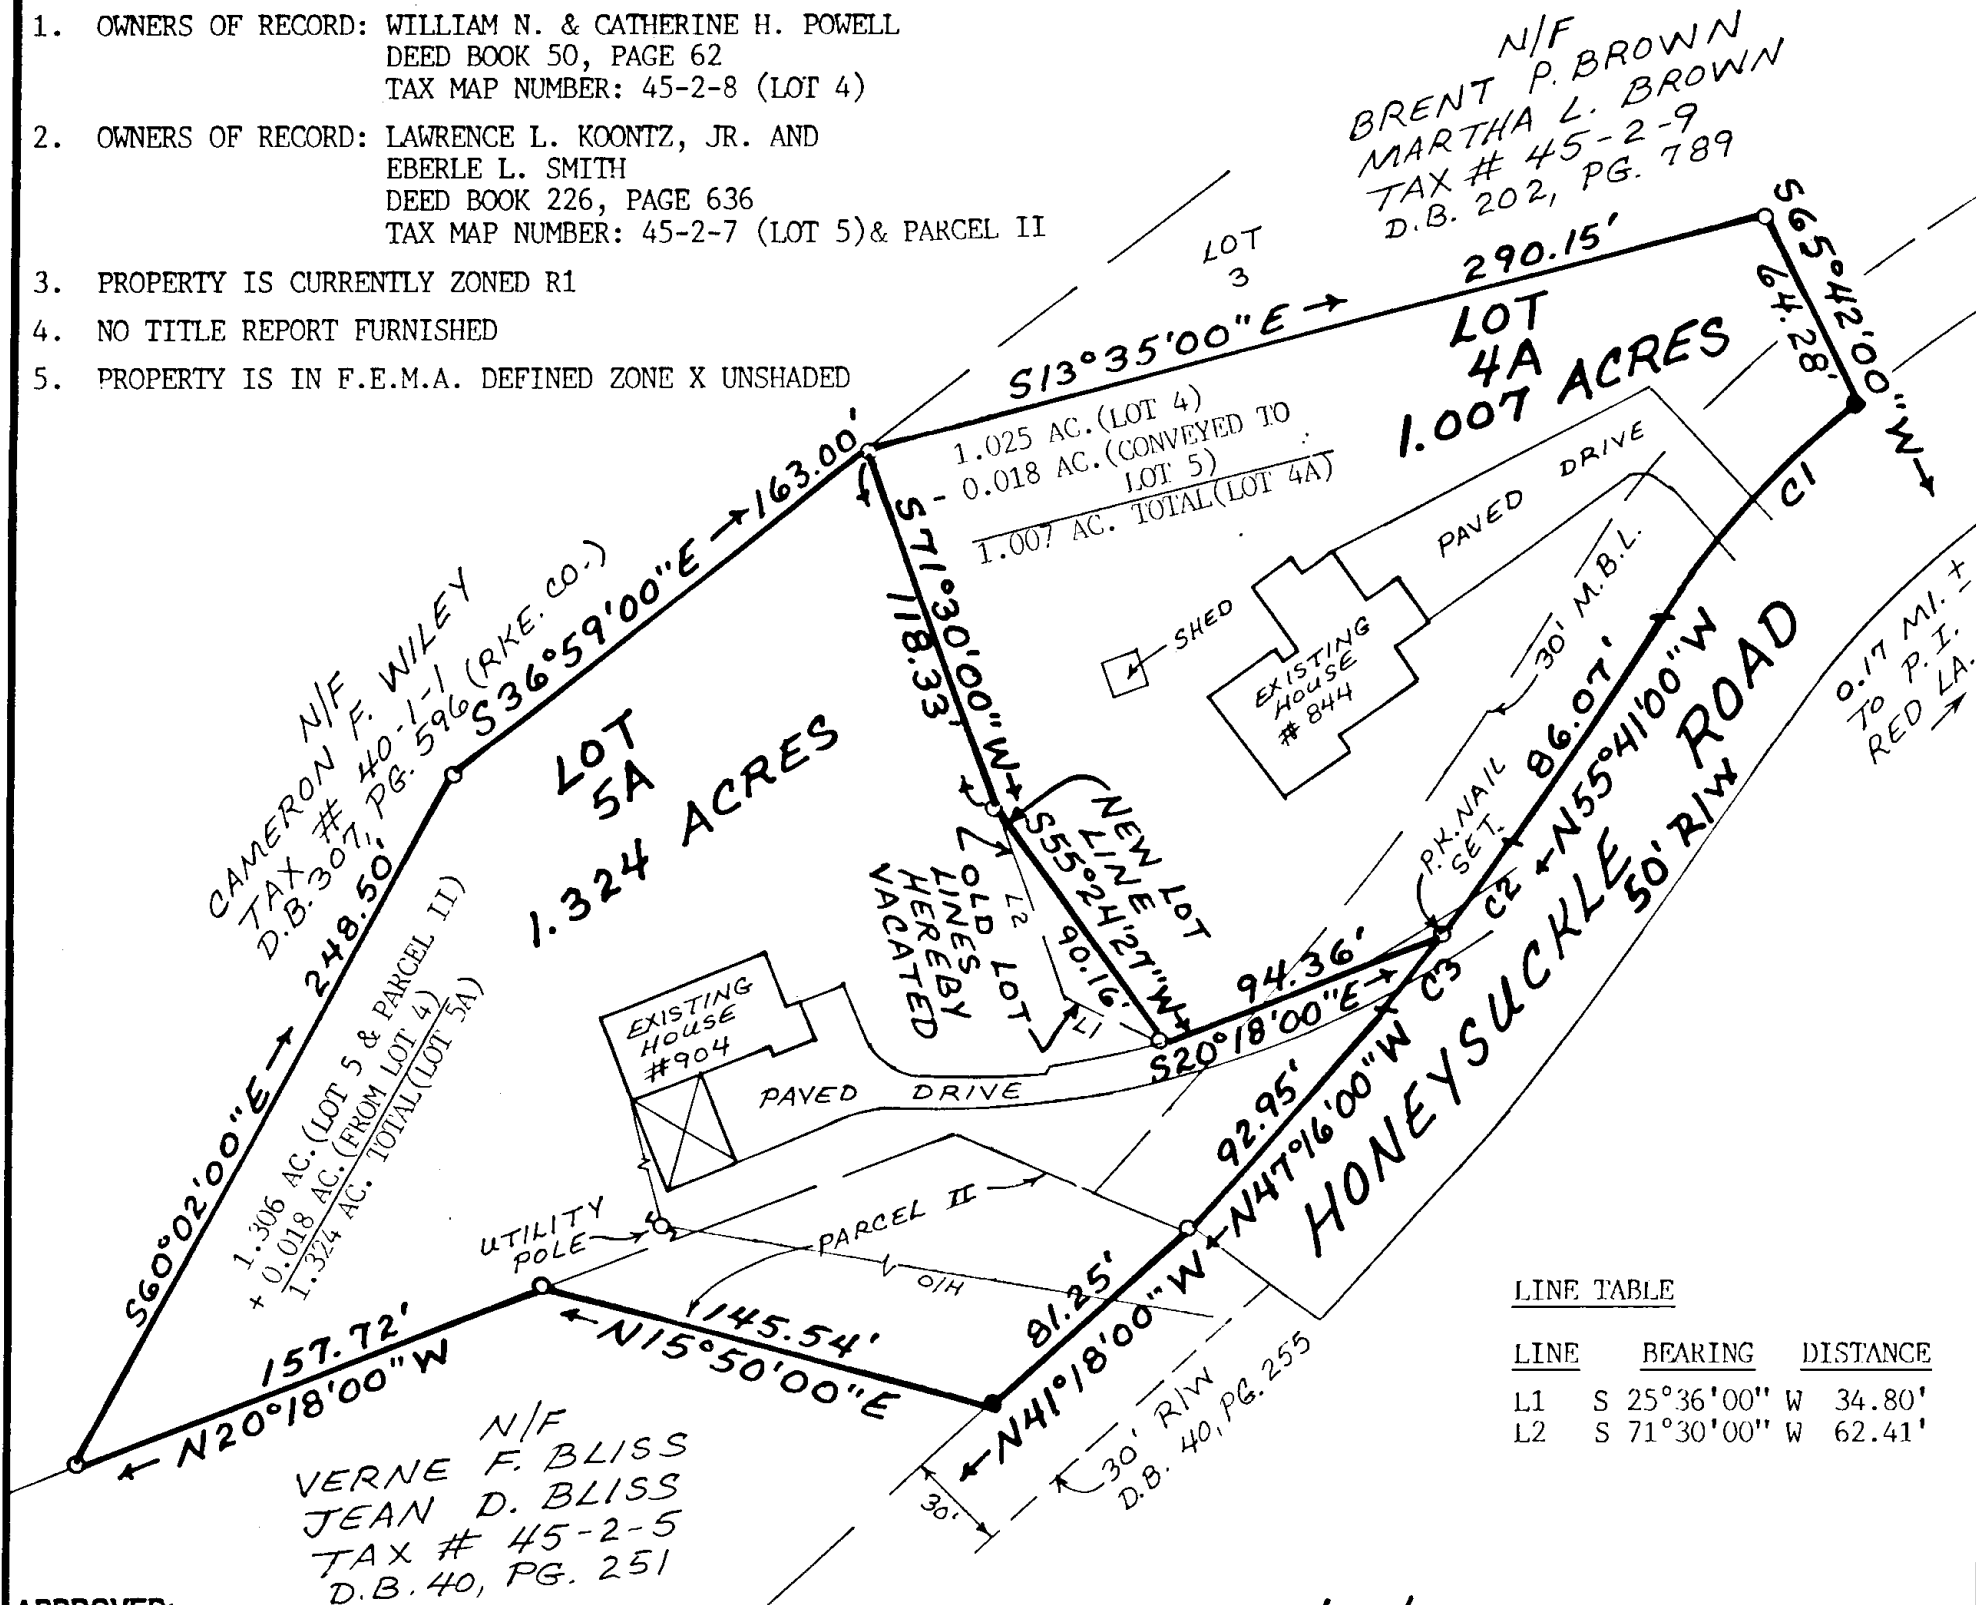 1. OWNERS OF RECORD: WILLIAM N. & CATHERINE H. POWELL
DEED BOOK 50, PAGE 62
TAX MAP NUMBER: 45-2-8 (LOT 4)
2. OWNERS OF RECORD: LAWRENCE L. KOONTZ, JR. AND
EBERLE L. SMITH
DEED BOOK 226, PAGE 636
TAX MAP NUMBER: 45-2-7 (LOT 5)& PARCEL II
3. PROPERTY IS CURRENTLY ZONED R1
4. NO TITLE REPORT FURNISHED
5. PROPERTY IS IN F.E.M.A. DEFINED ZONE X UNSHADED
N/F
BRENT P. BROWN
MARTHA L. BROWN
TAX # 45-2-9
D.B. 202, PG. 789
LOT
3
S13°35'00"E
290.15'
S65°42'00"W
64.28'
LOT
4A
1.007 ACRES
1.025 AC.(LOT 4)
- 0.018 AC.(CONVEYED TO
LOT 5)
1.007 AC. TOTAL(LOT 4A)
PAVED DRIVE
C1
S36°59'00"E
163.00'
S71°30'00"W
118.33'
SHED
EXISTING
HOUSE
#844
30' M.B.L.
0.17 MI. ±
TO P.I.
RED LA.
N/F
CAMERON F. WILEY
TAX # 40-1-1 (RKE. CO.)
D.B. 307, PG. 596
LOT
5A
1.324 ACRES
86.07'
N55°41'00"W
P.K. NAIL
SET
C2
C3
HONEYSUCKLE ROAD
50' R/W
NEW LOT
LINE
S55°24'27"W
90.16'
L2
L1
OLD LOT
LINES
HEREBY
VACATED
94.36'
S20°18'00"E
248.50'
S60°02'00"E
1.306 AC.(LOT 5 & PARCEL II)
+ 0.018 AC.(FROM LOT 4)
1.324 AC. TOTAL(LOT 5A)
EXISTING
HOUSE
#904
PAVED DRIVE
92.95'
N47°16'00"W
UTILITY
POLE
PARCEL II
O/H
81.25'
N41°18'00"W
145.54'
N15°50'00"E
157.72'
N20°18'00"W
30' R/W
D.B. 40, PG. 255
30'
N/F
VERNE F. BLISS
JEAN D. BLISS
TAX # 45-2-5
D.B. 40, PG. 251
LINE TABLE
LINE BEARING DISTANCE
L1 S 25°36'00" W 34.80'
L2 S 71°30'00" W 62.41'
APPROVED: